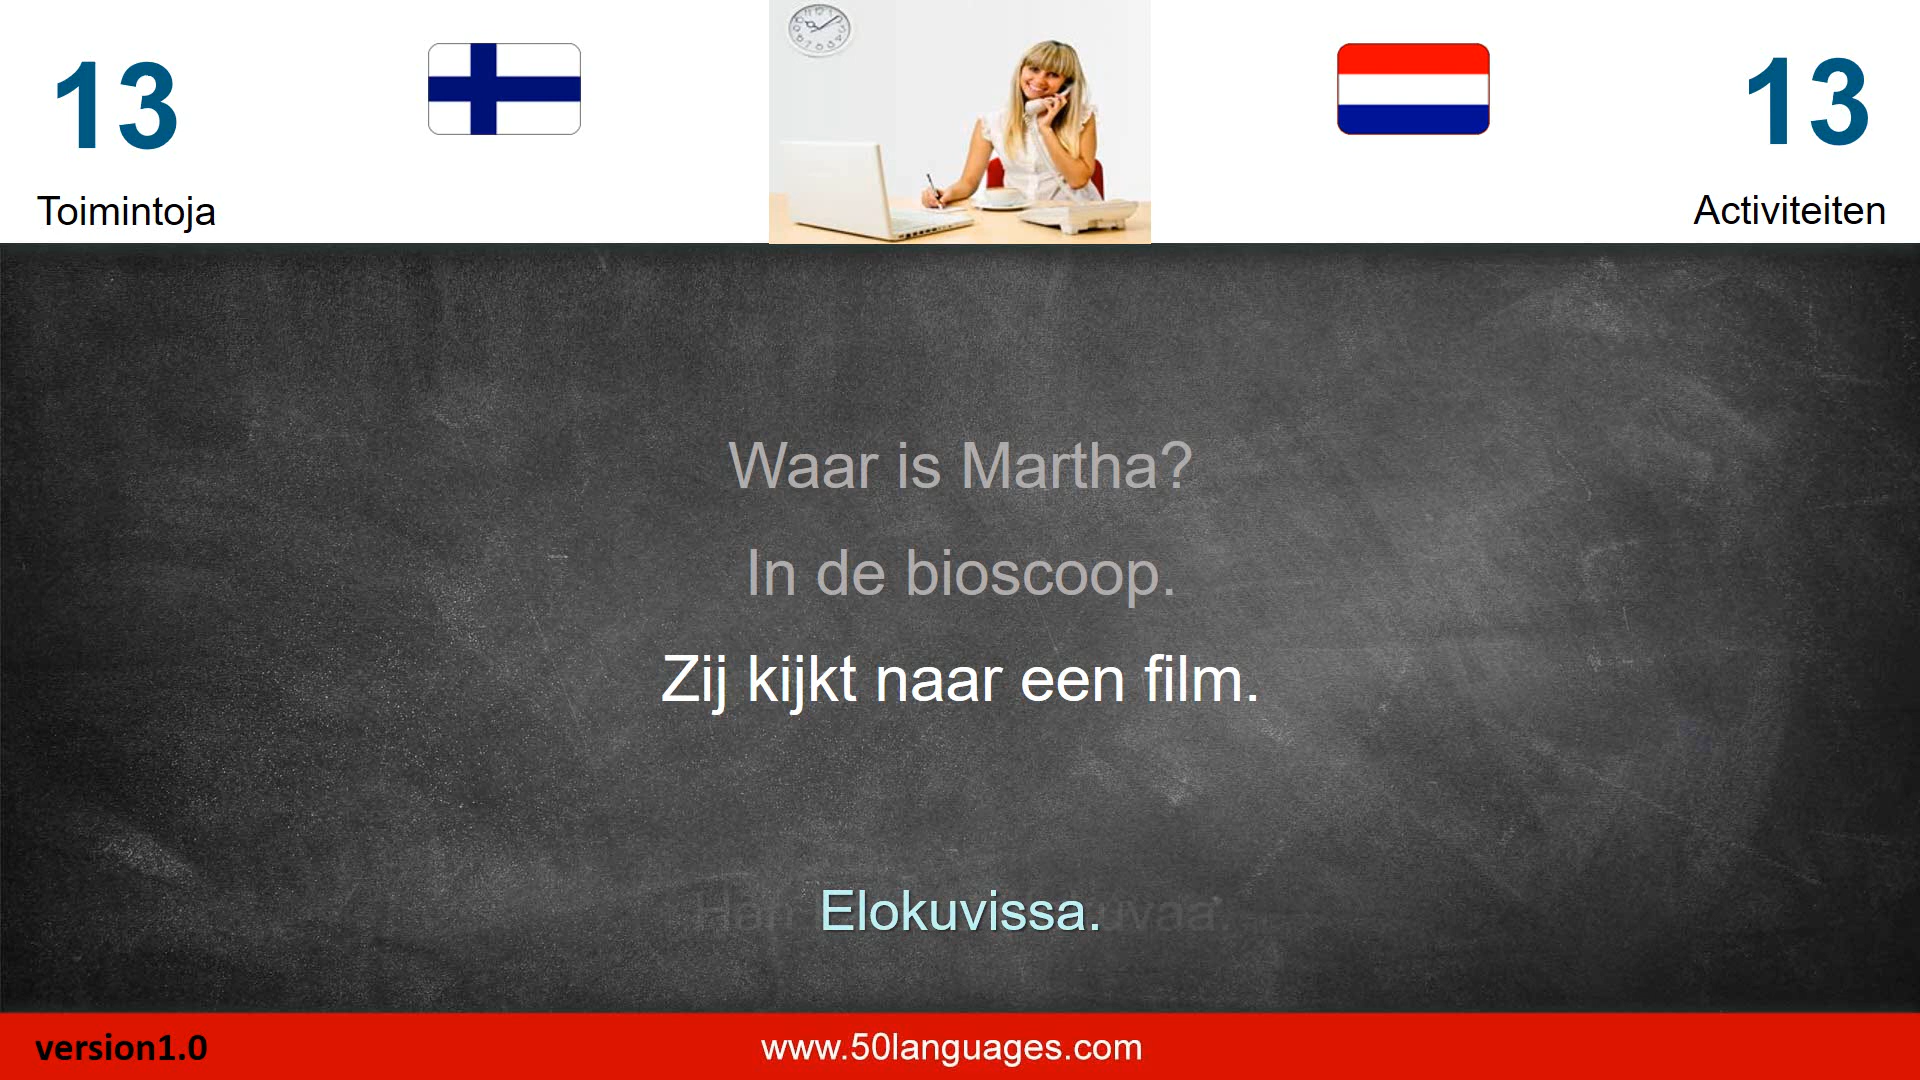 13
13
Toimintoja
Activiteiten
Waar is Martha?
In de bioscoop.
Zij kijkt naar een film.
Elokuvissa.
version1.0
www.50languages.com